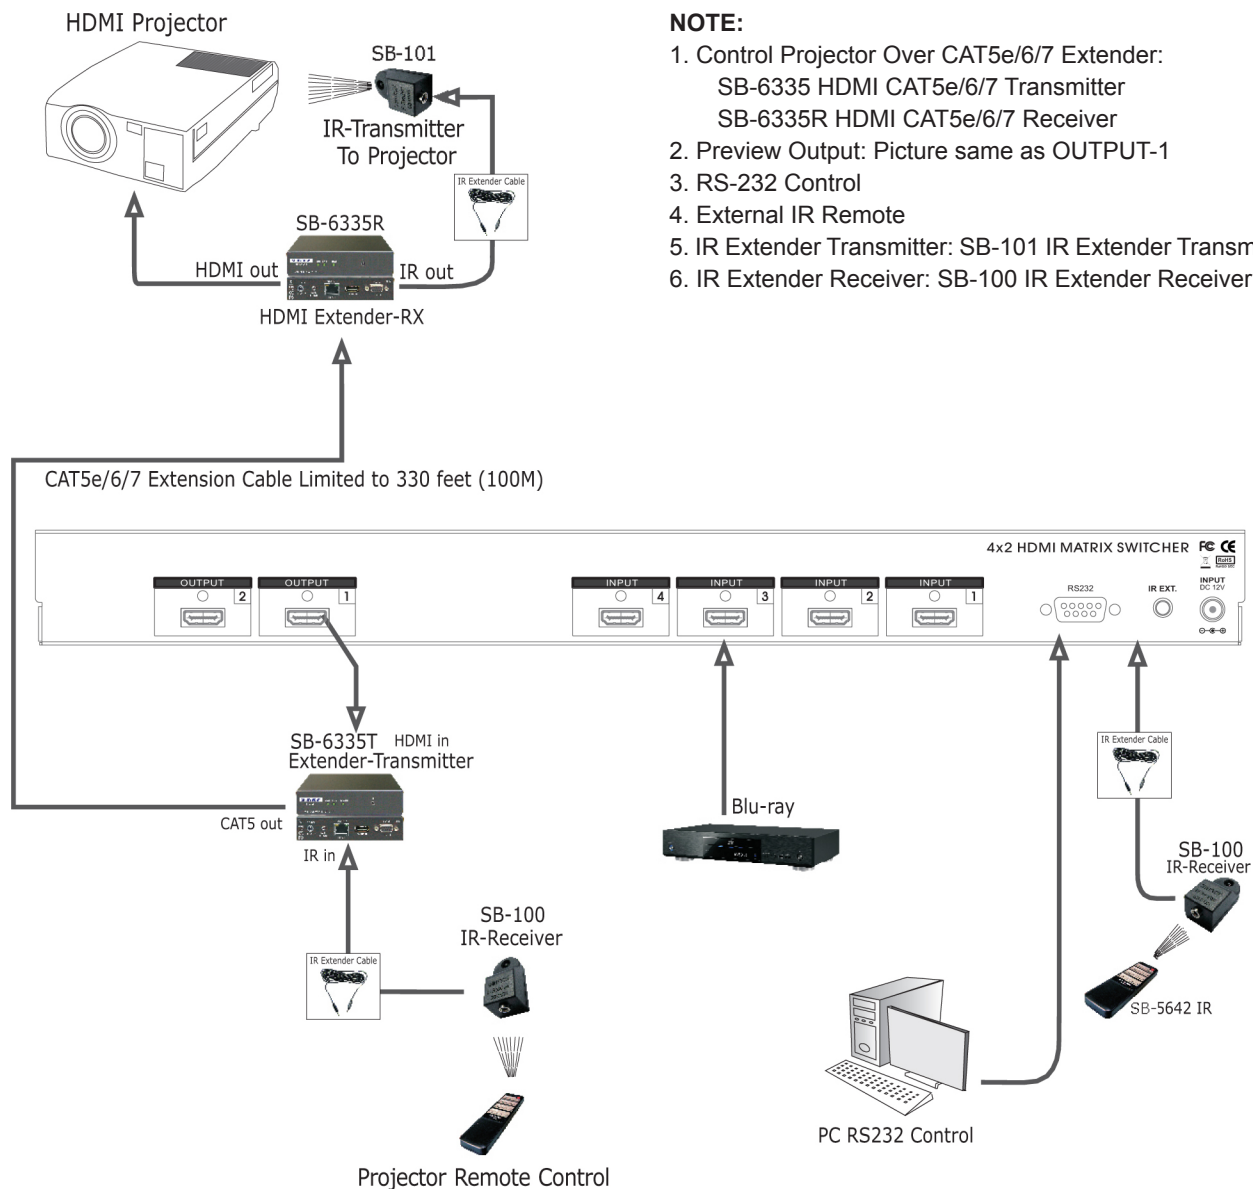 HDMI Projector
SB-101
IR-Transmitter
To Projector
IR Extender Cable
SB-6335R
HDMI out
IR out
HDMI Extender-RX
NOTE:
1. Control Projector Over CAT5e/6/7 Extender:
SB-6335 HDMI CAT5e/6/7 Transmitter
SB-6335R HDMI CAT5e/6/7 Receiver
2. Preview Output: Picture same as OUTPUT-1
3. RS-232 Control
4. External IR Remote
5. IR Extender Transmitter: SB-101 IR Extender Transm
6. IR Extender Receiver: SB-100 IR Extender Receiver
CAT5e/6/7 Extension Cable Limited to 330 feet (100M)
4x2 HDMI MATRIX SWITCHER FC CE
RoHS
OUTPUT
2
OUTPUT
1
INPUT
4
INPUT
3
INPUT
2
INPUT
1
RS232
IR EXT.
INPUT
DC 12V
SB-6335T HDMI in
Extender-Transmitter
CAT5 out
IR in
IR Extender Cable
SB-100
IR-Receiver
Projector Remote Control
Blu-ray
PC RS232 Control
IR Extender Cable
SB-100
IR-Receiver
SB-5642 IR